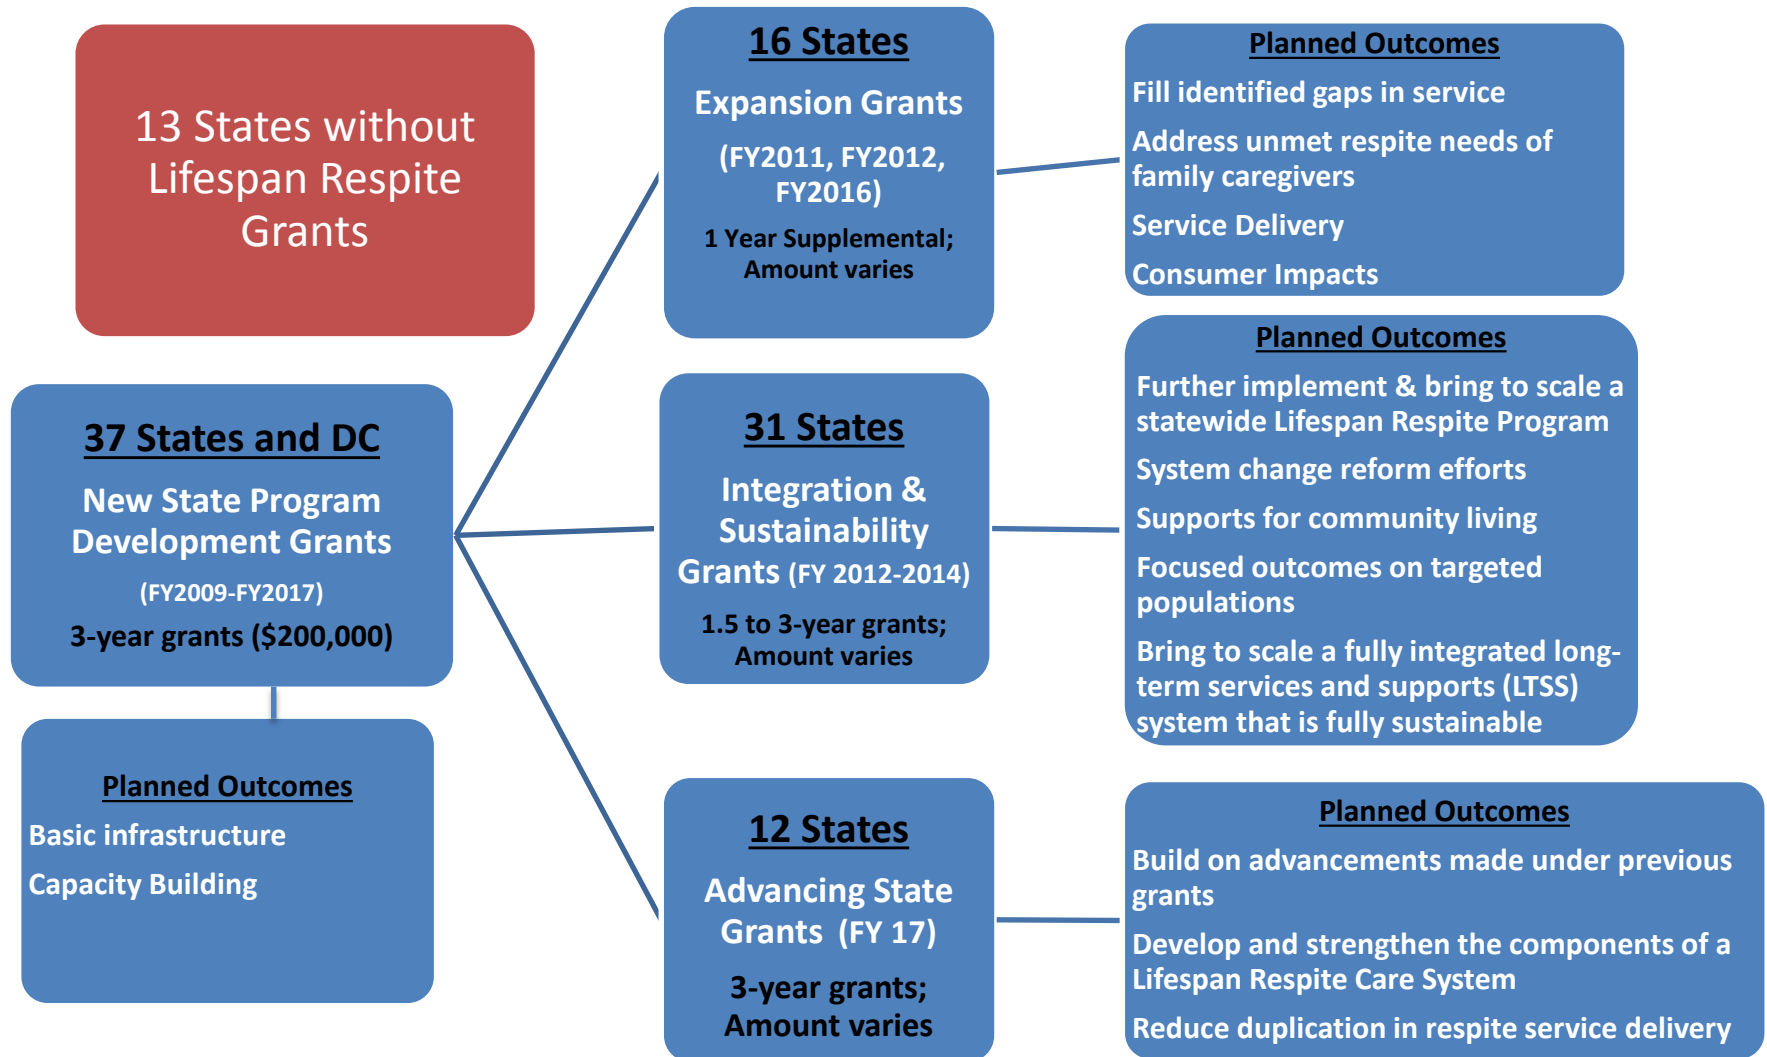 13 States without
Lifespan Respite
Grants
37 States and DC
New State Program
Development Grants
(FY2009-FY2017)
3-year grants ($200,000)
Planned Outcomes
Basic infrastructure
Capacity Building
16 States
Expansion Grants
(FY2011, FY2012,
FY2016)
1 Year Supplemental;
Amount varies
Planned Outcomes
Fill identified gaps in service
Address unmet respite needs of
family caregivers
Service Delivery
Consumer Impacts
31 States
Integration &
Sustainability
Grants (FY 2012-2014)
1.5 to 3-year grants;
Amount varies
Planned Outcomes
Further implement & bring to scale a
statewide Lifespan Respite Program
System change reform efforts
Supports for community living
Focused outcomes on targeted
populations
Bring to scale a fully integrated long-
term services and supports (LTSS)
system that is fully sustainable
12 States
Advancing State
Grants (FY 17)
3-year grants;
Amount varies
Planned Outcomes
Build on advancements made under previous
grants
Develop and strengthen the components of a
Lifespan Respite Care System
Reduce duplication in respite service delivery